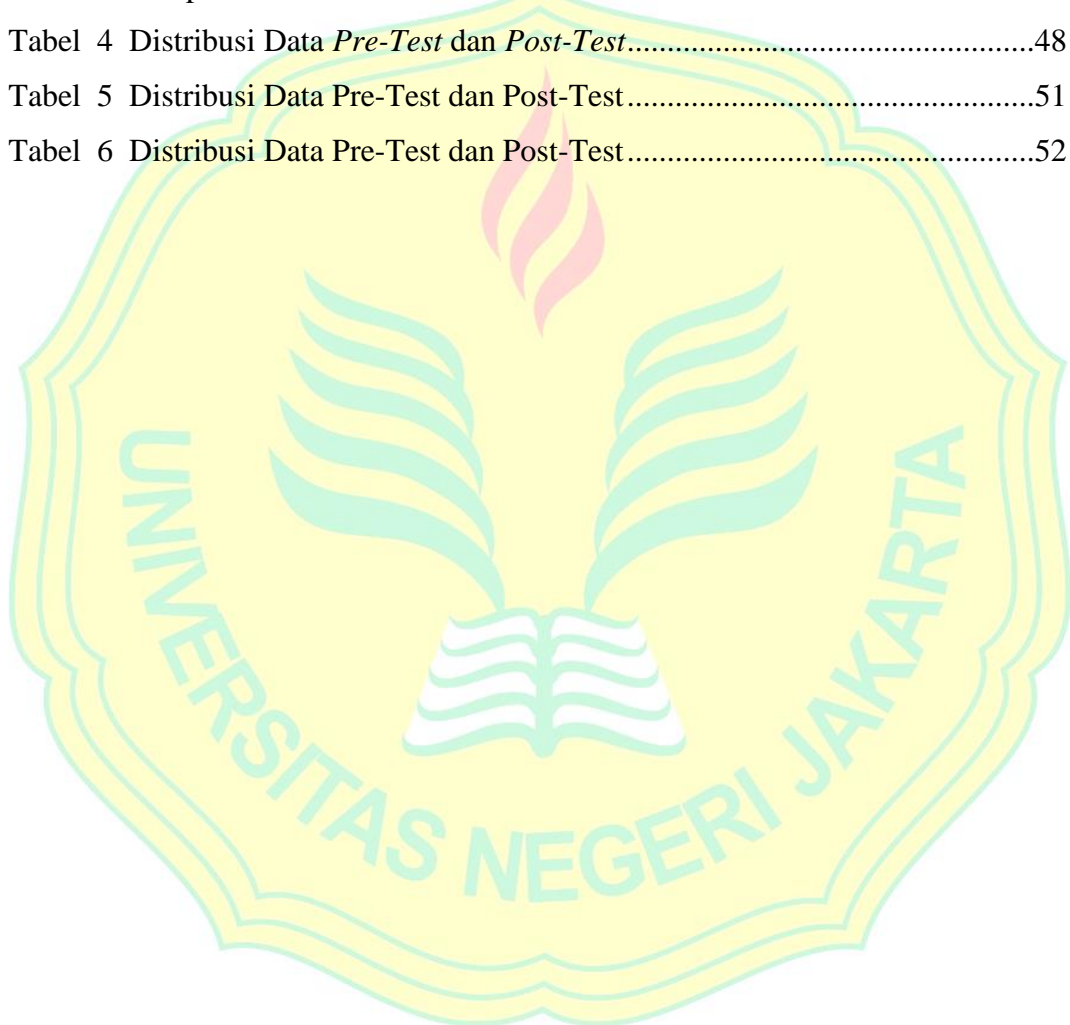 Tabel 4 Distribusi Data Pre-Test dan Post-Test....................................................48
Tabel 5 Distribusi Data Pre-Test dan Post-Test....................................................51
Tabel 6 Distribusi Data Pre-Test dan Post-Test....................................................52
UNIVERSITAS NEGERI JAKARTA